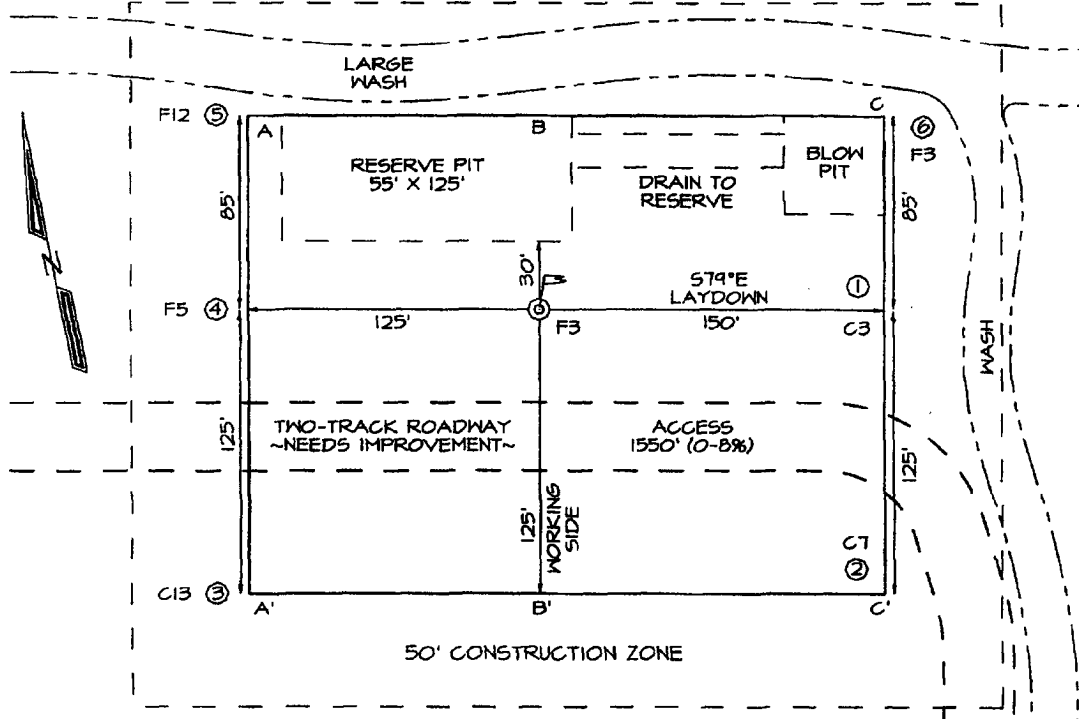 LARGE
WASH
F12 ⑤
A
B
C
⑥
F3
RESERVE PIT
55' X 125'
BLOW
PIT
DRAIN TO
RESERVE
85'
85'
N
30'
S79°E
LAYDOWN
①
F5 ④
125'
F3
150'
C3
WASH
TWO-TRACK ROADWAY
~NEEDS IMPROVEMENT~
ACCESS
1550' (0-8%)
125'
125'
125'
WORKING
SIDE
C7
②
C13 ③
A'
B'
C'
50' CONSTRUCTION ZONE